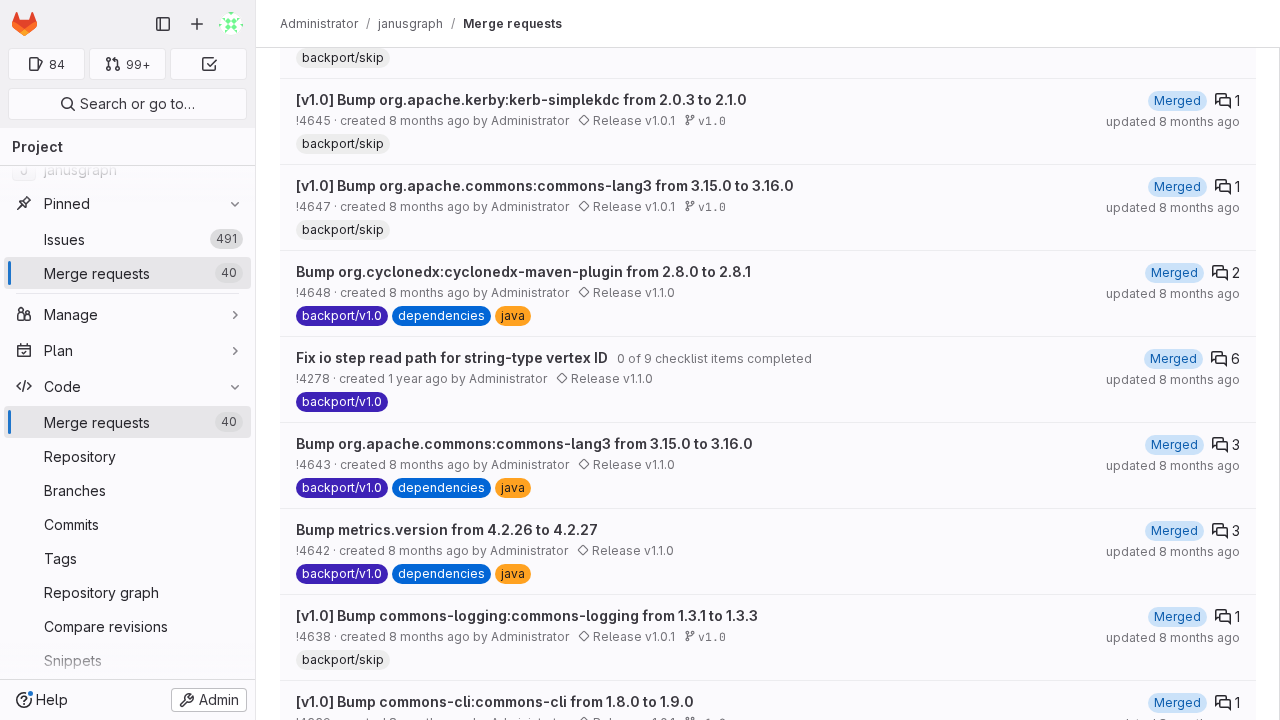 Administrator / janusgraph / Merge requests
84
99+
Search or go to…
Project
janusgraph
Pinned
Issues 491
Merge requests 40
Manage
Plan
Code
Merge requests 40
Repository
Branches
Commits
Tags
Repository graph
Compare revisions
Snippets
Help
Admin
backport/skip
[v1.0] Bump org.apache.kerby:kerb-simplekdc from 2.0.3 to 2.1.0
Merged 1
!4645 · created 8 months ago by Administrator Release v1.0.1 v1.0
updated 8 months ago
backport/skip
[v1.0] Bump org.apache.commons:commons-lang3 from 3.15.0 to 3.16.0
Merged 1
!4647 · created 8 months ago by Administrator Release v1.0.1 v1.0
updated 8 months ago
backport/skip
Bump org.cyclonedx:cyclonedx-maven-plugin from 2.8.0 to 2.8.1
Merged 2
!4648 · created 8 months ago by Administrator Release v1.1.0
updated 8 months ago
backport/v1.0 dependencies java
Fix io step read path for string-type vertex ID 0 of 9 checklist items completed
Merged 6
!4278 · created 1 year ago by Administrator Release v1.1.0
updated 8 months ago
backport/v1.0
Bump org.apache.commons:commons-lang3 from 3.15.0 to 3.16.0
Merged 3
!4643 · created 8 months ago by Administrator Release v1.1.0
updated 8 months ago
backport/v1.0 dependencies java
Bump metrics.version from 4.2.26 to 4.2.27
Merged 3
!4642 · created 8 months ago by Administrator Release v1.1.0
updated 8 months ago
backport/v1.0 dependencies java
[v1.0] Bump commons-logging:commons-logging from 1.3.1 to 1.3.3
Merged 1
!4638 · created 8 months ago by Administrator Release v1.0.1 v1.0
updated 8 months ago
backport/skip
[v1.0] Bump commons-cli:commons-cli from 1.8.0 to 1.9.0
Merged 1